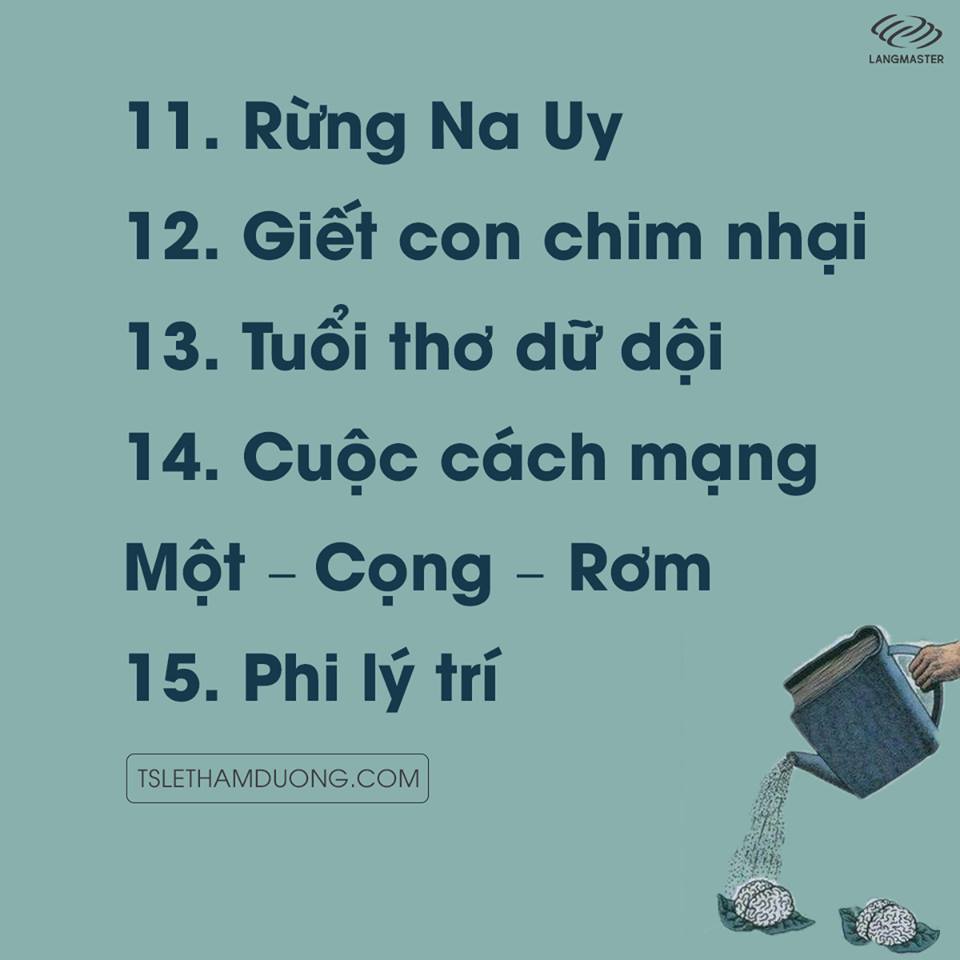 LANGMASTER
11. Rừng Na Uy
12. Giết con chim nhại
13. Tuổi thơ dữ dội
14. Cuộc cách mạng
Một – Cọng – Rơm
15. Phi lý trí
TSLETHAMDUONG.COM